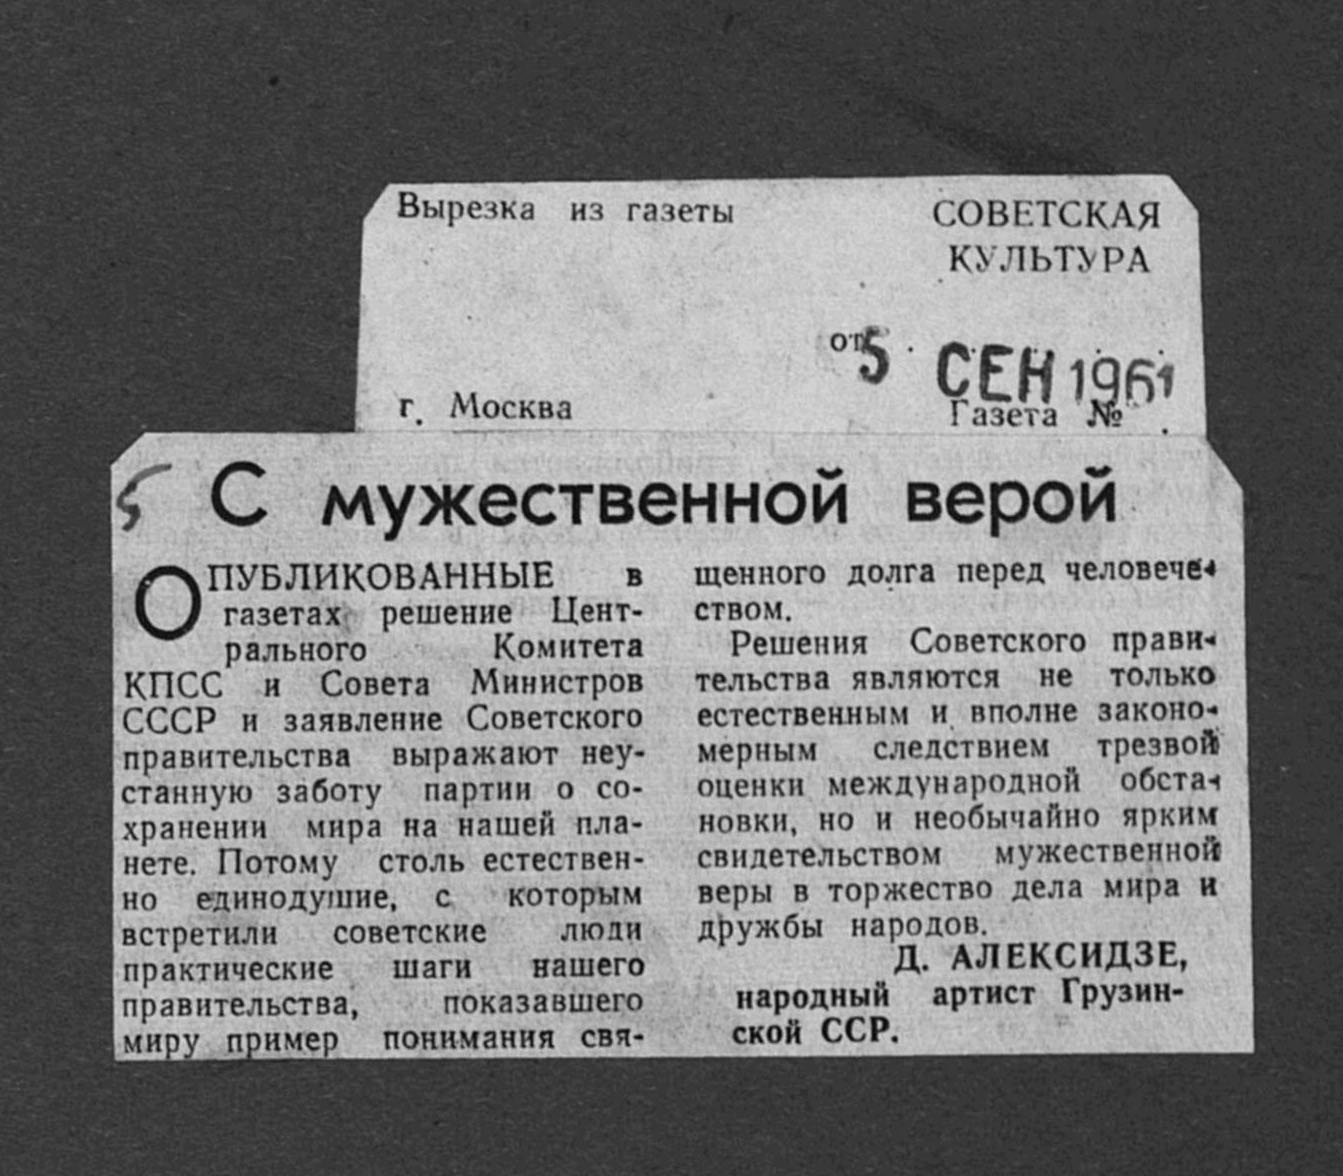 Вырезка из газеты
СОВЕТСКАЯ
КУЛЬТУРА
от 5 СЕН 1961
г. Москва
Газета №
5
С мужественной верой
ОПУБЛИКОВАННЫЕ в
газетах решение Цент-
рального Комитета
КПСС и Совета Министров
СССР и заявление Советского
правительства выражают неу-
станную заботу партии о со-
хранении мира на нашей пла-
нете. Потому столь естествен-
но единодушие, с которым
встретили советские люди
практические шаги нашего
правительства, показавшего
миру пример понимания свя-
щенного долга перед человече-
ством.
Решения Советского прави-
тельства являются не только
естественным и вполне законо-
мерным следствием трезвой
оценки международной обста-
новки, но и необычайно ярким
свидетельством мужественной
веры в торжество дела мира и
дружбы народов.
Д. АЛЕКСИДЗЕ,
народный артист Грузин-
ской ССР.